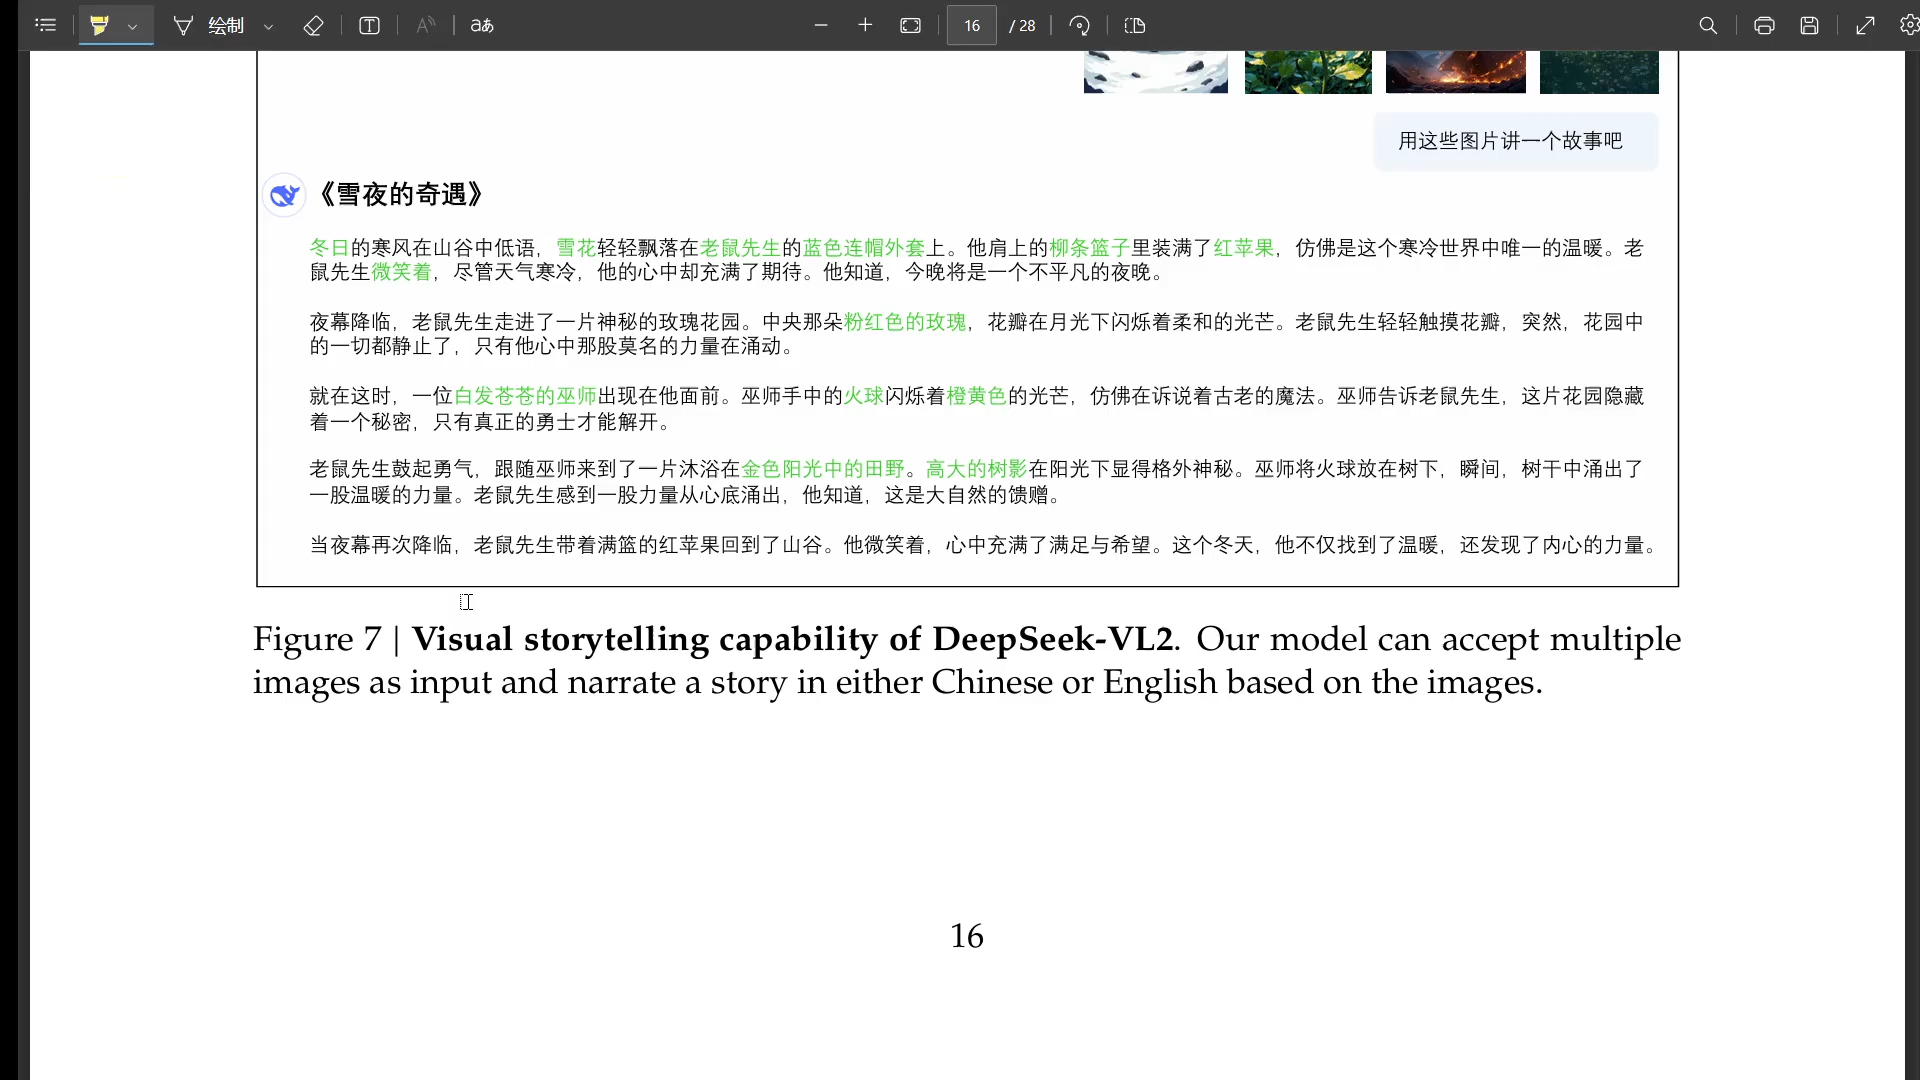 绘制
aあ
16
/ 28
用这些图片讲一个故事吧
《雪夜的奇遇》
冬日的寒风在山谷中低语，雪花轻轻飘落在老鼠先生的蓝色连帽外套上。他肩上的柳条篮子里装满了红苹果，仿佛是这个寒冷世界中唯一的温暖。老
鼠先生微笑着，尽管天气寒冷，他的心中却充满了期待。他知道，今晚将是一个不平凡的夜晚。
夜幕降临，老鼠先生走进了一片神秘的玫瑰花园。中央那朵粉红色的玫瑰，花瓣在月光下闪烁着柔和的光芒。老鼠先生轻轻触摸花瓣，突然，花园中
的一切都静止了，只有他心中那股莫名的力量在涌动。
就在这时，一位白发苍苍的巫师出现在他面前。巫师手中的火球闪烁着橙黄色的光芒，仿佛在诉说着古老的魔法。巫师告诉老鼠先生，这片花园隐藏
着一个秘密，只有真正的勇士才能解开。
老鼠先生鼓起勇气，跟随巫师来到了一片沐浴在金色阳光中的田野。高大的树影在阳光下显得格外神秘。巫师将火球放在树下，瞬间，树干中涌出了
一股温暖的力量。老鼠先生感到一股力量从心底涌出，他知道，这是大自然的馈赠。
当夜幕再次降临，老鼠先生带着满篮的红苹果回到了山谷。他微笑着，心中充满了满足与希望。这个冬天，他不仅找到了温暖，还发现了内心的力量。
Figure 7 | Visual storytelling capability of DeepSeek-VL2. Our model can accept multiple
images as input and narrate a story in either Chinese or English based on the images.
16